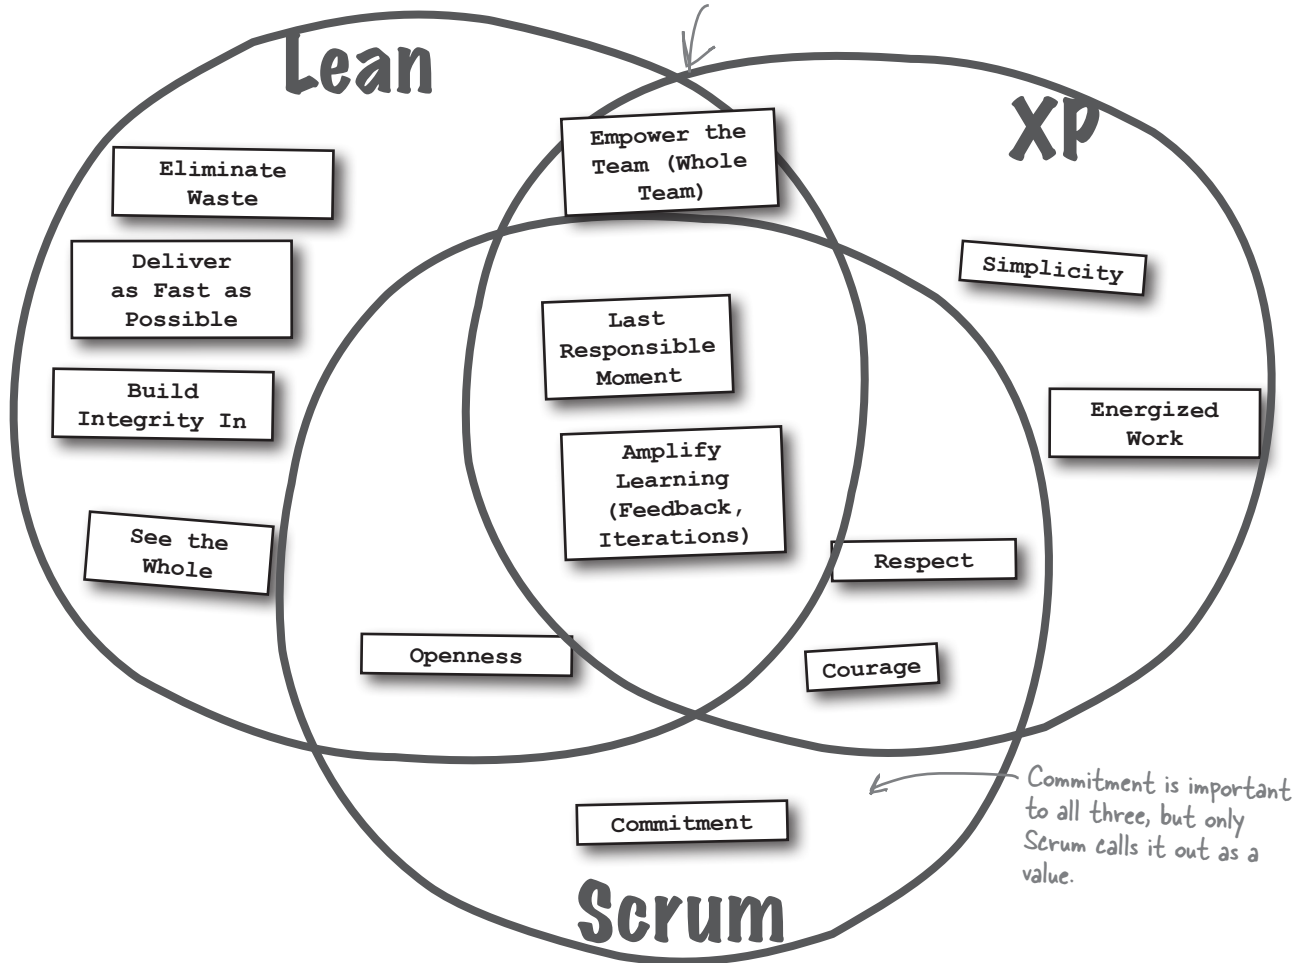 Lean
XP
Empower the
Team (Whole
Team)
Eliminate
Waste
Deliver
as Fast as
Possible
Simplicity
Last
Responsible
Moment
Build
Integrity In
Energized
Work
Amplify
Learning
(Feedback,
Iterations)
See the
Whole
Respect
Openness
Courage
Commitment
Commitment is important
to all three, but only
Scrum calls it out as a
value.
Scrum